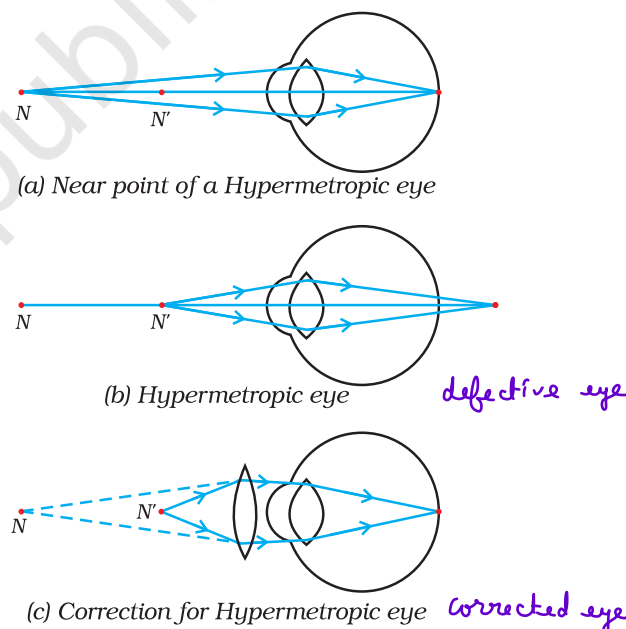 N
N'
(a) Near point of a Hypermetropic eye
N
N'
(b) Hypermetropic eye
defective eye
N
N'
(c) Correction for Hypermetropic eye
corrected eye